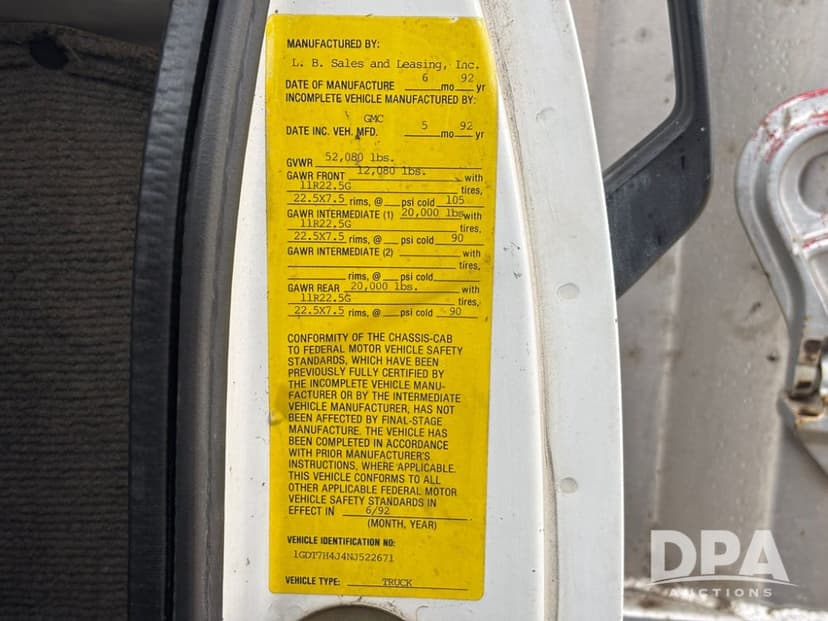 MANUFACTURED BY:
L. B. Sales and Leasing, Inc.
DATE OF MANUFACTURE 6 mo 92 yr
INCOMPLETE VEHICLE MANUFACTURED BY:
GMC
DATE INC. VEH. MFD. 5 mo 92 yr
GVWR 52,080 lbs.
GAWR FRONT 12,080 lbs. with
11R22.5G tires,
22.5X7.5 rims, @ psi cold 105
GAWR INTERMEDIATE (1) 20,000 lbs with
11R22.5G tires,
22.5X7.5 rims, @ psi cold 90
GAWR INTERMEDIATE (2) with
tires,
rims, @ psi cold
GAWR REAR 20,000 lbs. with
11R22.5G tires,
22.5X7.5 rims, @ psi cold 90
CONFORMITY OF THE CHASSIS-CAB
TO FEDERAL MOTOR VEHICLE SAFETY
STANDARDS, WHICH HAVE BEEN
PREVIOUSLY FULLY CERTIFIED BY
THE INCOMPLETE VEHICLE MANU-
FACTURER OR BY THE INTERMEDIATE
VEHICLE MANUFACTURER, HAS NOT
BEEN AFFECTED BY FINAL-STAGE
MANUFACTURE. THE VEHICLE HAS
BEEN COMPLETED IN ACCORDANCE
WITH PRIOR MANUFACTURER'S
INSTRUCTIONS, WHERE APPLICABLE.
THIS VEHICLE CONFORMS TO ALL
OTHER APPLICABLE FEDERAL MOTOR
VEHICLE SAFETY STANDARDS IN
EFFECT IN 6/92
(MONTH, YEAR)
VEHICLE IDENTIFICATION NO:
1GDT7H4J4NJ522671
VEHICLE TYPE: TRUCK
DPA
AUCTIONS